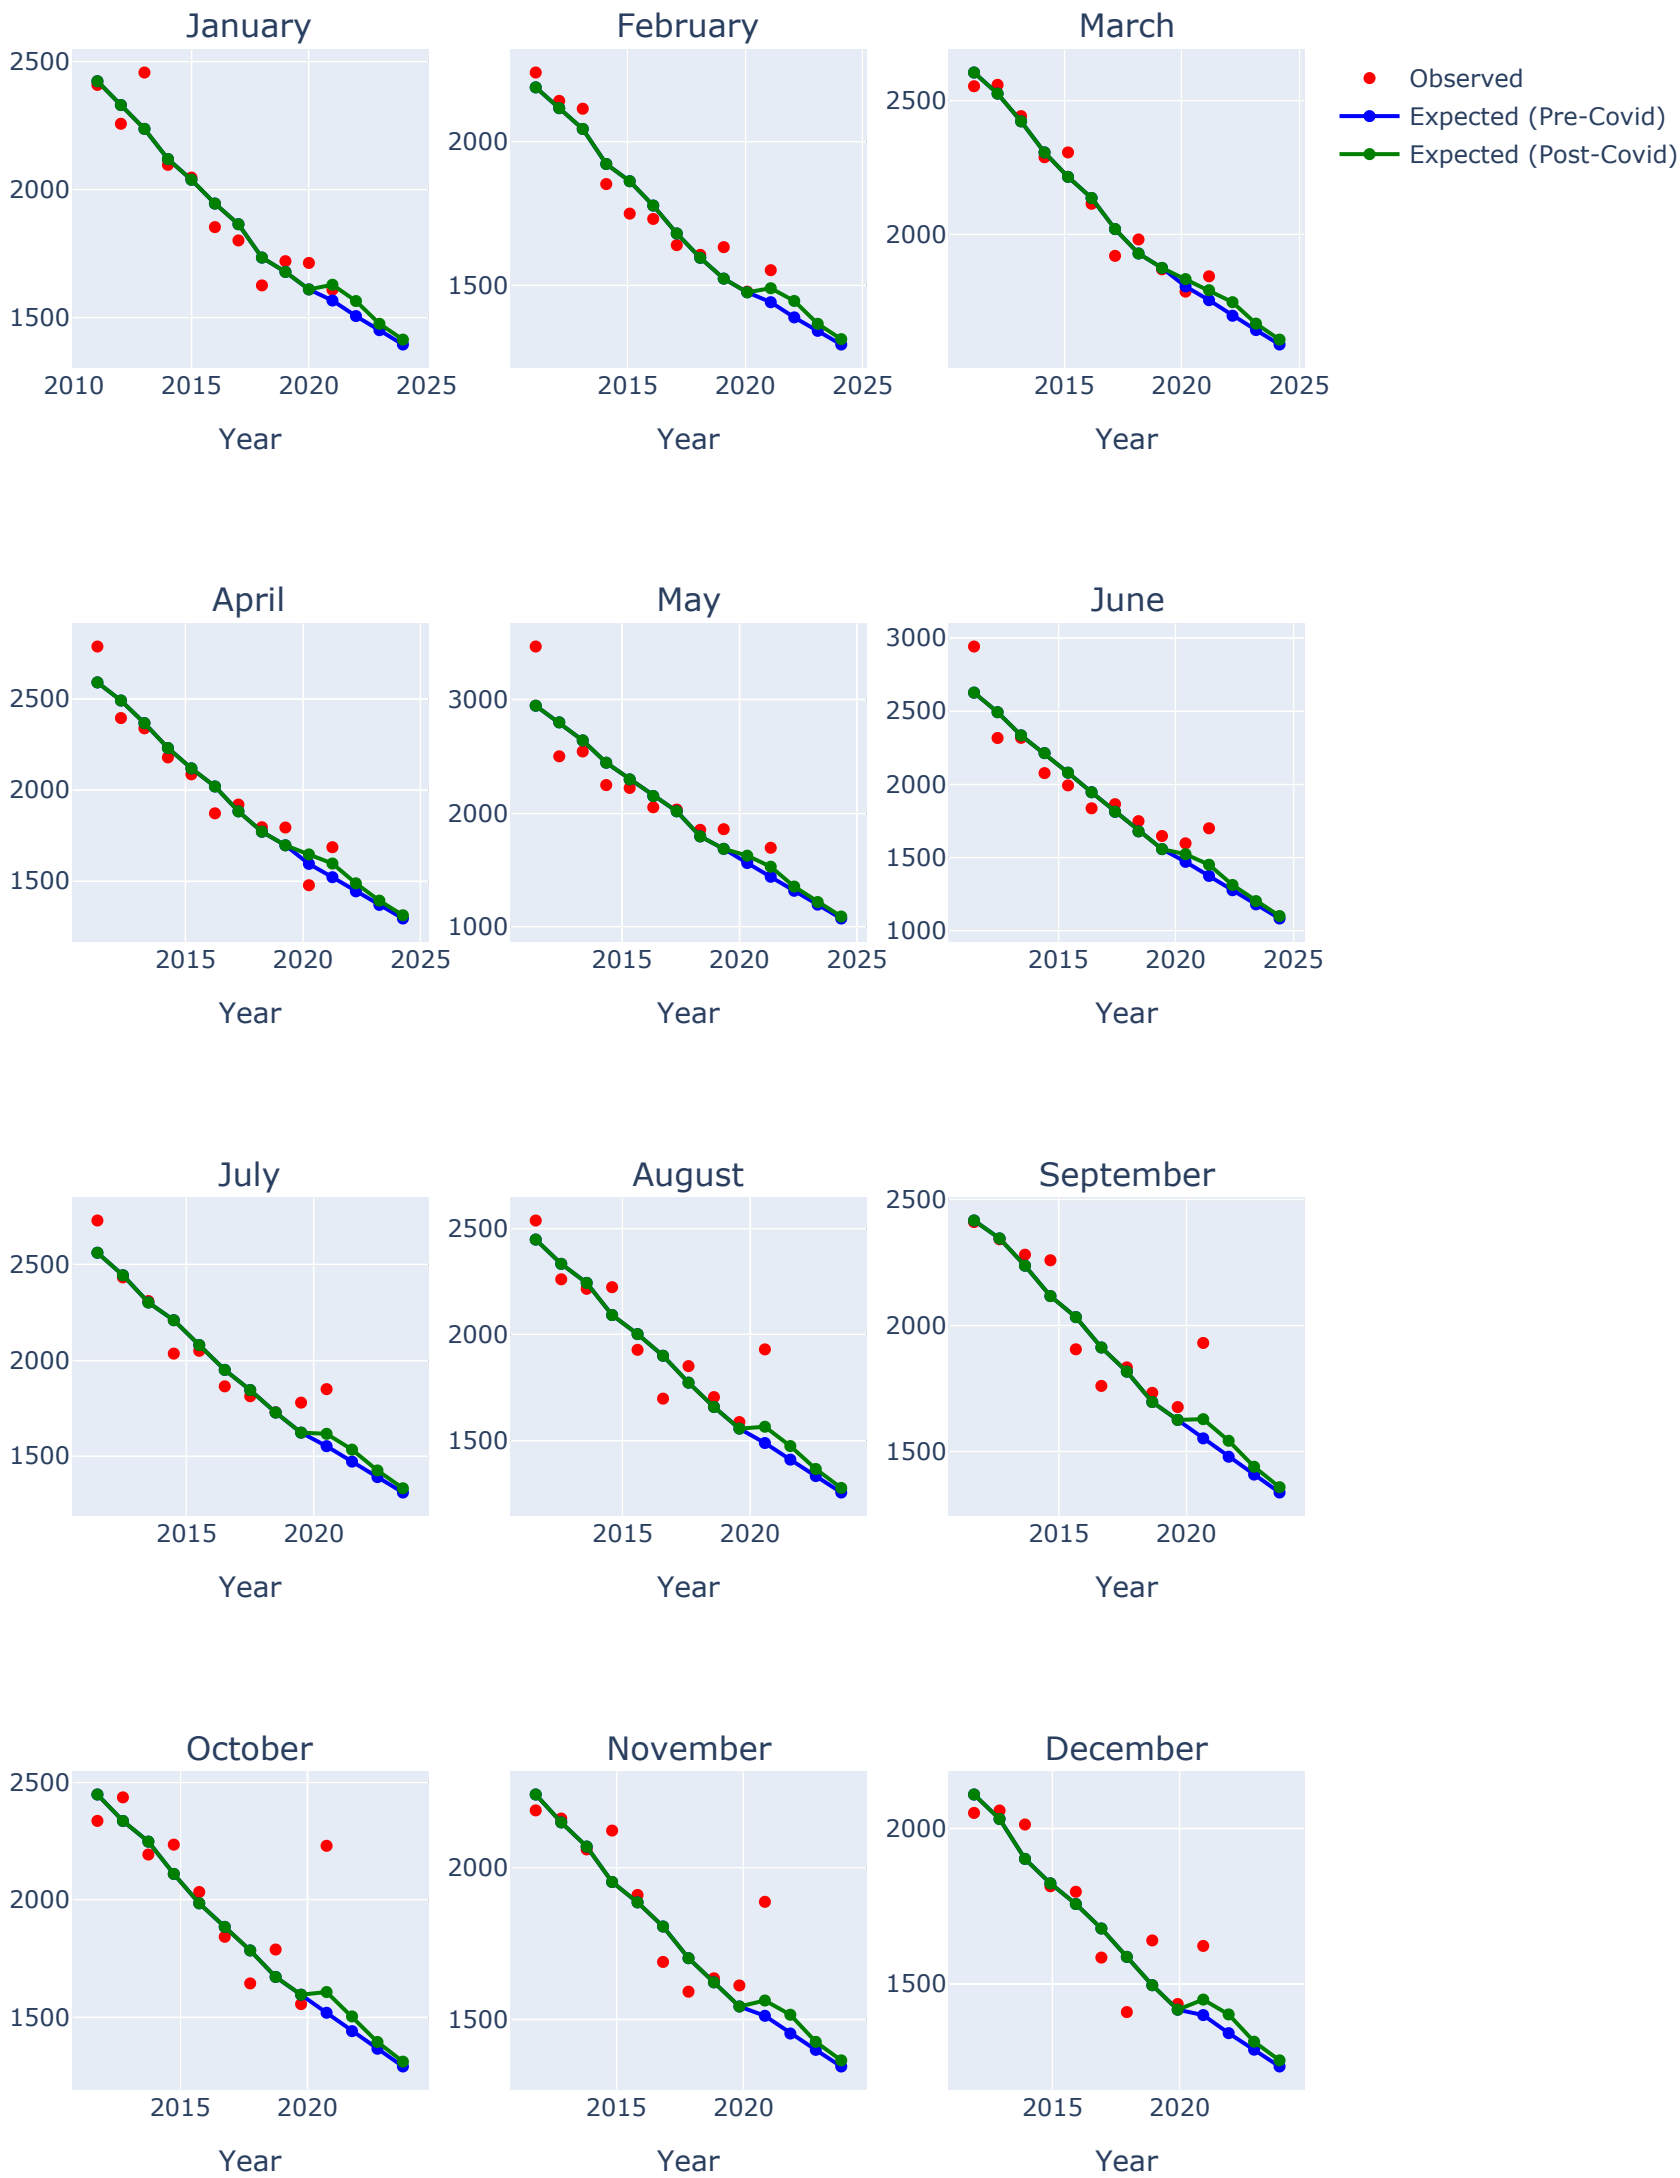 January
February
March
2500
2000
1500
2010
2015
2020
2025
Year
2000
1500
2015
2020
2025
Year
2500
2000
2015
2020
2025
Year
Observed
Expected (Pre-Covid)
Expected (Post-Covid)
April
May
June
2500
2000
1500
2015
2020
2025
Year
3000
2000
1000
2015
2020
2025
Year
3000
2500
2000
1500
1000
2015
2020
2025
Year
July
August
September
2500
2000
1500
2015
2020
Year
2500
2000
1500
2015
2020
Year
2500
2000
1500
2015
2020
Year
October
November
December
2500
2000
1500
2015
2020
Year
2000
1500
2015
2020
Year
2000
1500
2015
2020
Year